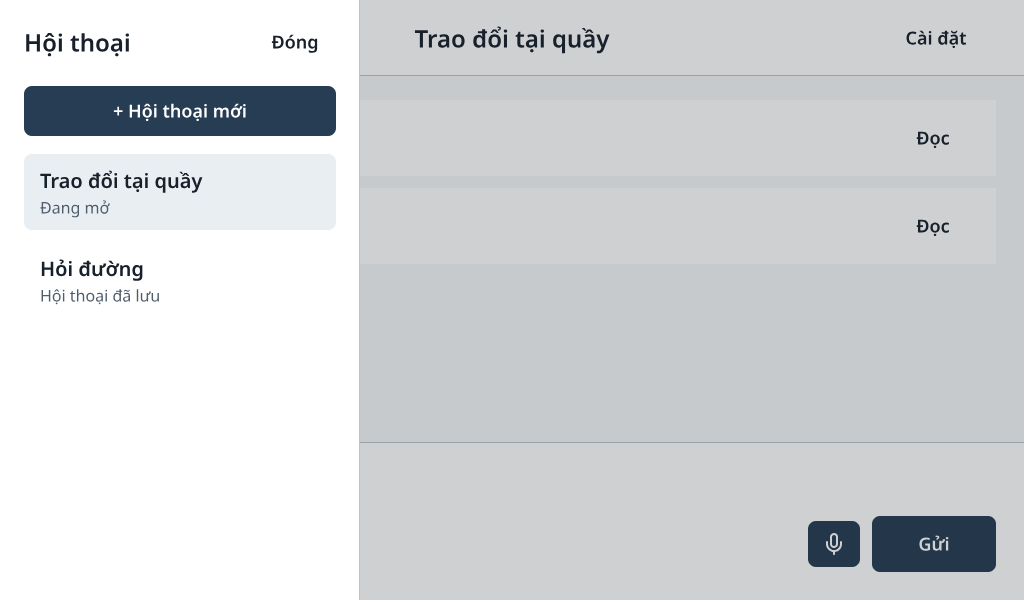 Hội thoại
Đóng
+ Hội thoại mới
Trao đổi tại quầy
Đang mở
Hỏi đường
Hội thoại đã lưu
Trao đổi tại quầy
Cài đặt
Đọc
Đọc
Gửi